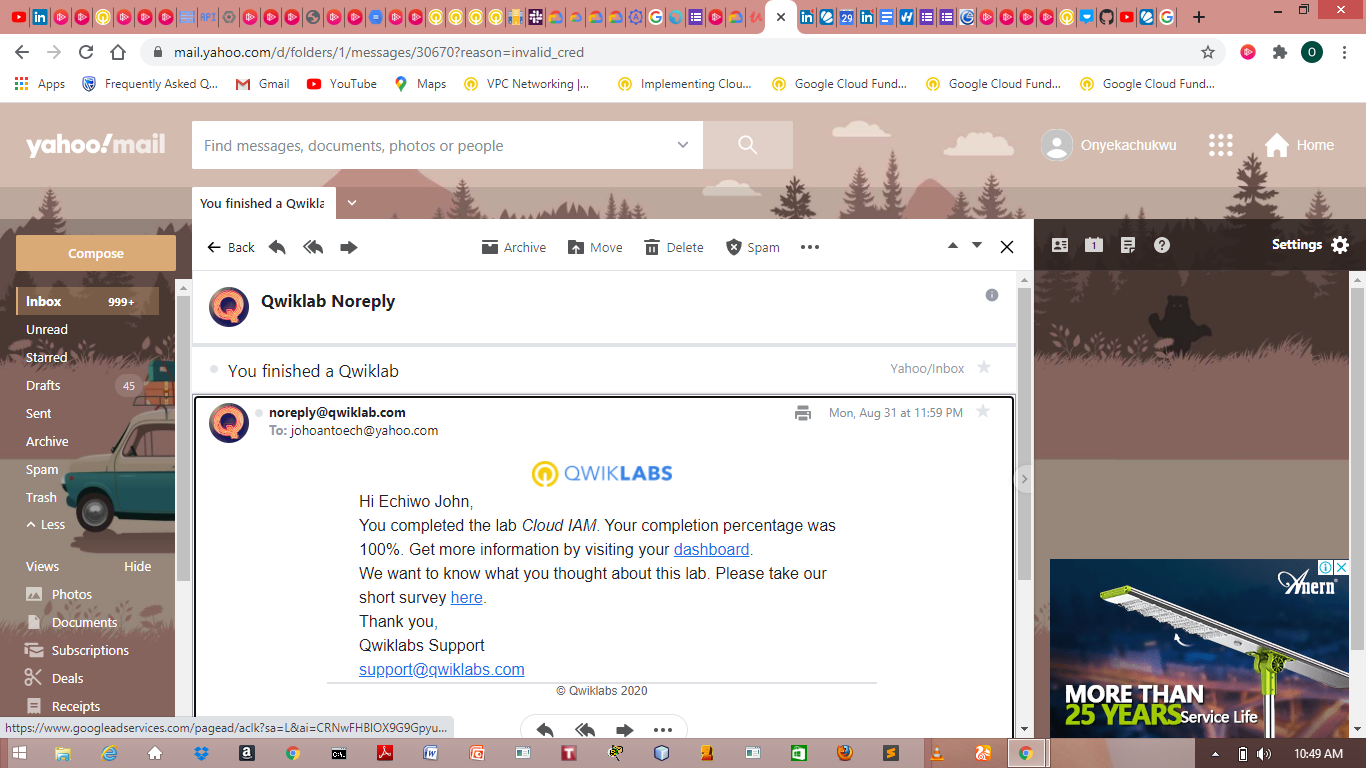 mail.yahoo.com/d/folders/1/messages/30670?reason=invalid_cred
O
Apps
Frequently Asked Q...
Gmail
YouTube
Maps
VPC Networking |...
Implementing Clou...
Google Cloud Fund...
Google Cloud Fund...
Google Cloud Fund...
yahoo!mail
Find messages, documents, photos or people
Onyekachukwu
Home
You finished a Qwikla
Compose
Back
Archive
Move
Delete
Spam
1
Settings
Inbox 999+
Unread
Starred
Drafts 45
Sent
Archive
Spam
Trash
Less
Views Hide
Photos
Documents
Subscriptions
Deals
Receipts
Qwiklab Noreply
You finished a Qwiklab
Yahoo/Inbox
noreply@qwiklab.com
Mon, Aug 31 at 11:59 PM
To: johoantoech@yahoo.com
QWIKLABS
Hi Echiwo John,
You completed the lab Cloud IAM. Your completion percentage was
100%. Get more information by visiting your dashboard.
We want to know what you thought about this lab. Please take our
short survey here.
Thank you,
Qwiklabs Support
support@qwiklabs.com
© Qwiklabs 2020
Anern®
MORE THAN
25 YEARS Service Life
https://www.googleadservices.com/pagead/aclk?sa=L&ai=CRNwFHBIOX9G9Gpyu...
10:49 AM